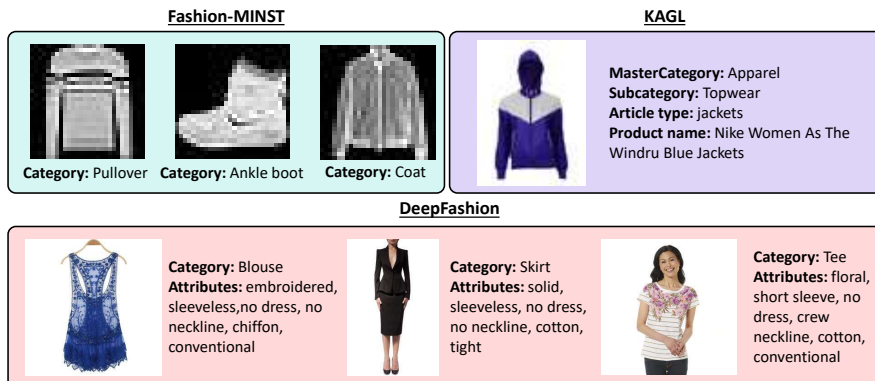 Fashion-MINST
Category: Pullover
Category: Ankle boot
Category: Coat
KAGL
MasterCategory: Apparel
Subcategory: Topwear
Article type: jackets
Product name: Nike Women As The
Windru Blue Jackets
DeepFashion
Category: Blouse
Attributes: embroidered,
sleeveless,no dress, no
neckline, chiffon,
conventional
Category: Skirt
Attributes: solid,
sleeveless, no dress,
no neckline, cotton,
tight
Category: Tee
Attributes: floral,
short sleeve, no
dress, crew
neckline, cotton,
conventional